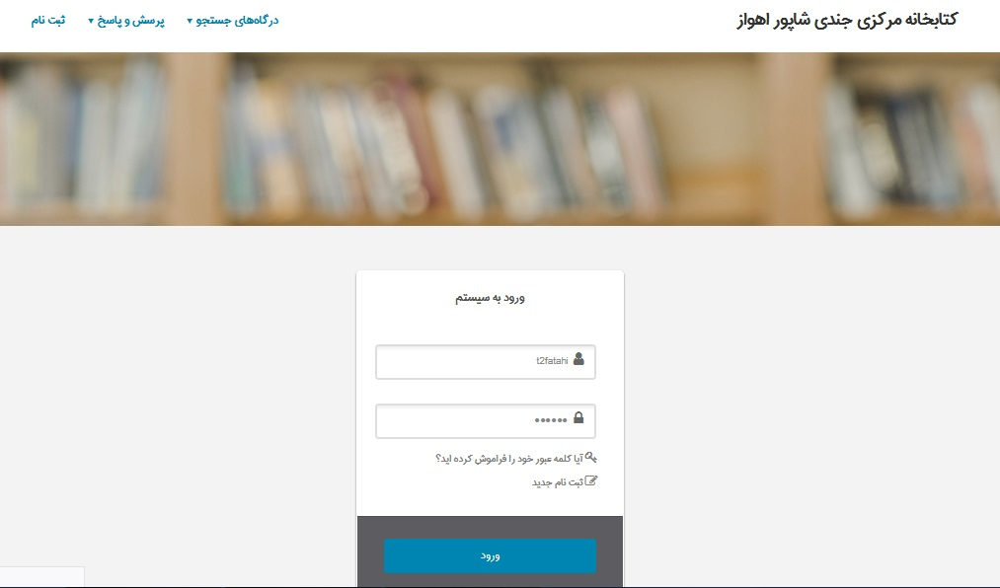 کتابخانه مرکزی جندی شاپور اهواز
درگاه‌های جستجو ▾ پرسش و پاسخ ▾ ثبت نام
ورود به سیستم
t2fatahi
••••••
آیا کلمه عبور خود را فراموش کرده اید؟
ثبت نام جدید
ورود